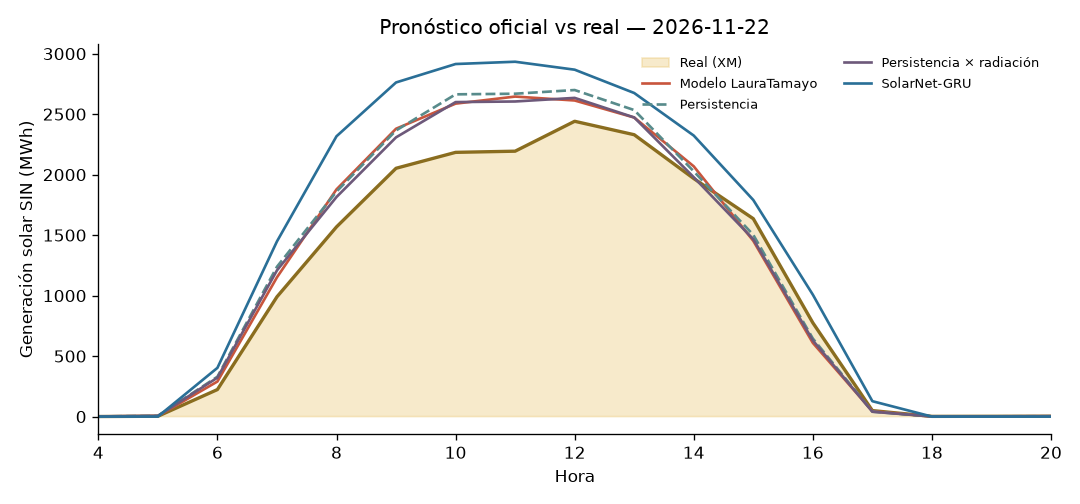 Pronóstico oficial vs real — 2026-11-22
Real (XM)
Modelo LauraTamayo
Persistencia
Persistencia × radiación
SolarNet-GRU
Generación solar SIN (MWh)
3000
2500
2000
1500
1000
500
0
4 6 8 10 12 14 16 18 20
Hora